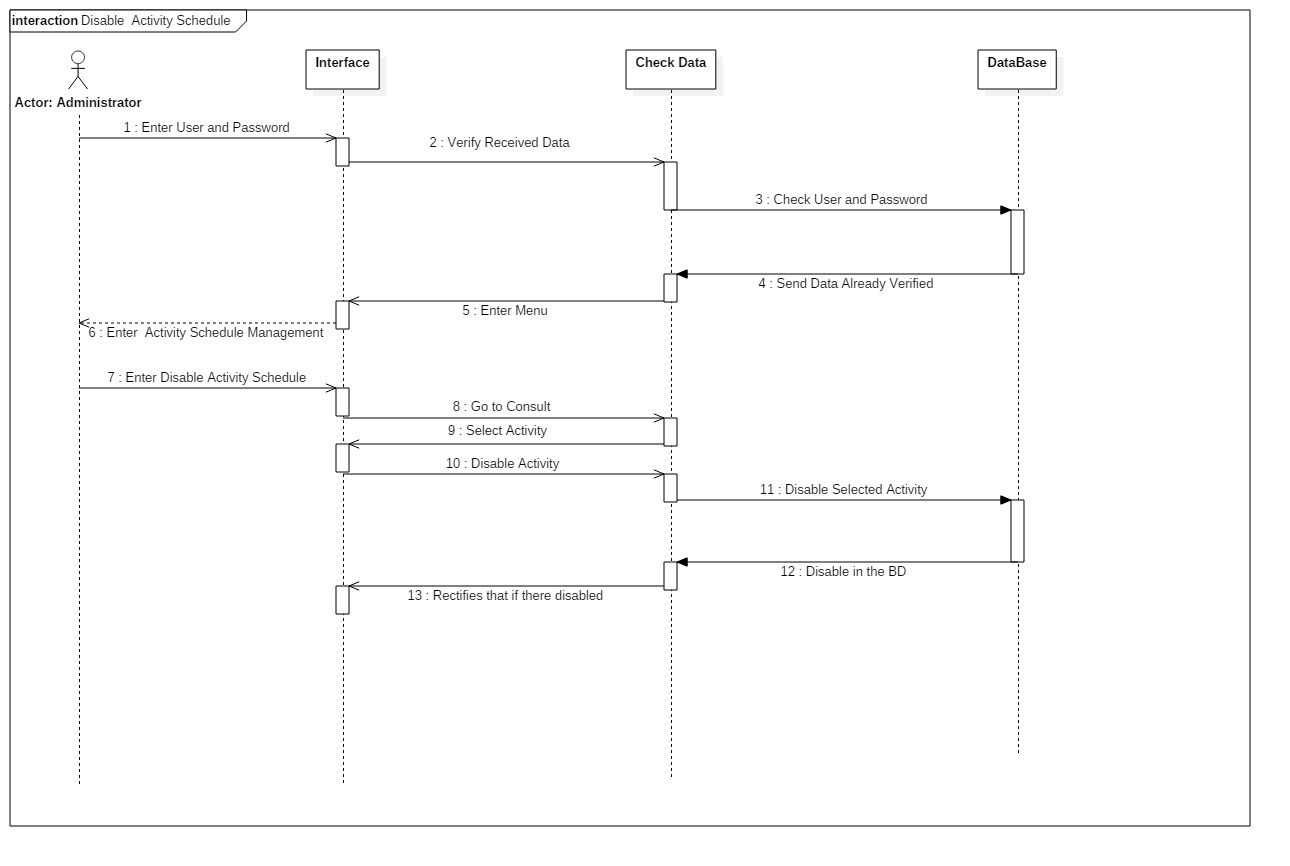 interaction Disable  Activity Schedule
Interface
Check Data
DataBase
Actor: Administrator
1 : Enter User and Password
2 : Verify Received Data
3 : Check User and Password
4 : Send Data Already Verified
5 : Enter Menu
6 : Enter  Activity Schedule Management
7 : Enter Disable Activity Schedule
8 : Go to Consult
9 : Select Activity
10 : Disable Activity
11 : Disable Selected Activity
12 : Disable in the BD
13 : Rectifies that if there disabled